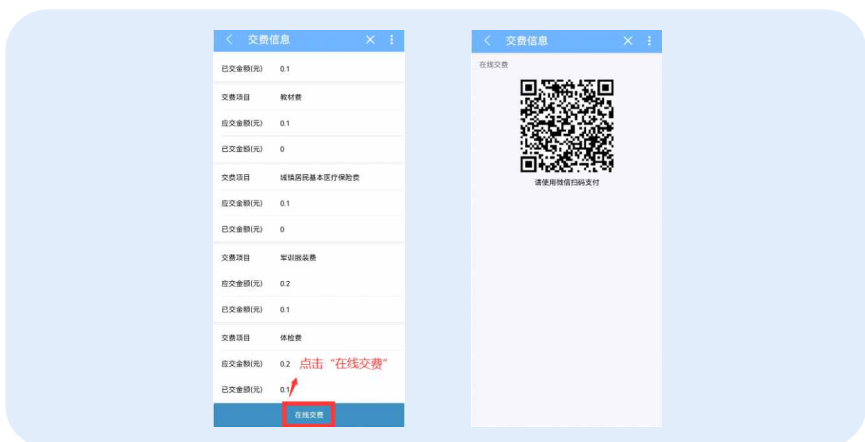 交费信息
已交金额(元) 0.1
交费项目 教材费
应交金额(元) 0.1
已交金额(元) 0
交费项目 城镇居民基本医疗保险费
应交金额(元) 0.1
已交金额(元) 0
交费项目 军训服装费
应交金额(元) 0.2
已交金额(元) 0.1
交费项目 体检费
应交金额(元) 0.2
点击“在线交费”
已交金额(元) 0.1
在线交费
交费信息
在线交费
请使用微信扫码支付